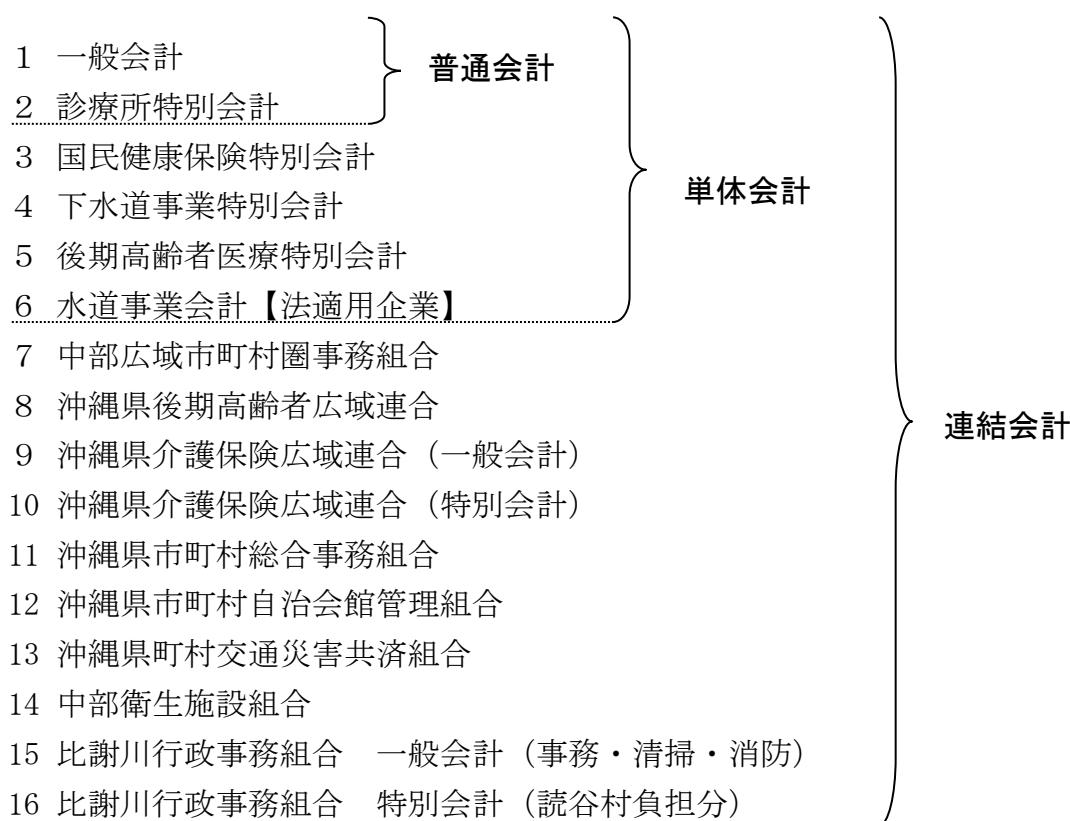 1 一般会計
2 診療所特別会計
普通会計
3 国民健康保険特別会計
4 下水道事業特別会計
単体会計
5 後期高齢者医療特別会計
6 水道事業会計【法適用企業】
7 中部広域市町村圏事務組合
8 沖縄県後期高齢者広域連合
連結会計
9 沖縄県介護保険広域連合（一般会計）
10 沖縄県介護保険広域連合（特別会計）
11 沖縄県市町村総合事務組合
12 沖縄県市町村自治会館管理組合
13 沖縄県町村交通災害共済組合
14 中部衛生施設組合
15 比謝川行政事務組合　一般会計（事務・清掃・消防）
16 比謝川行政事務組合　特別会計（読谷村負担分）